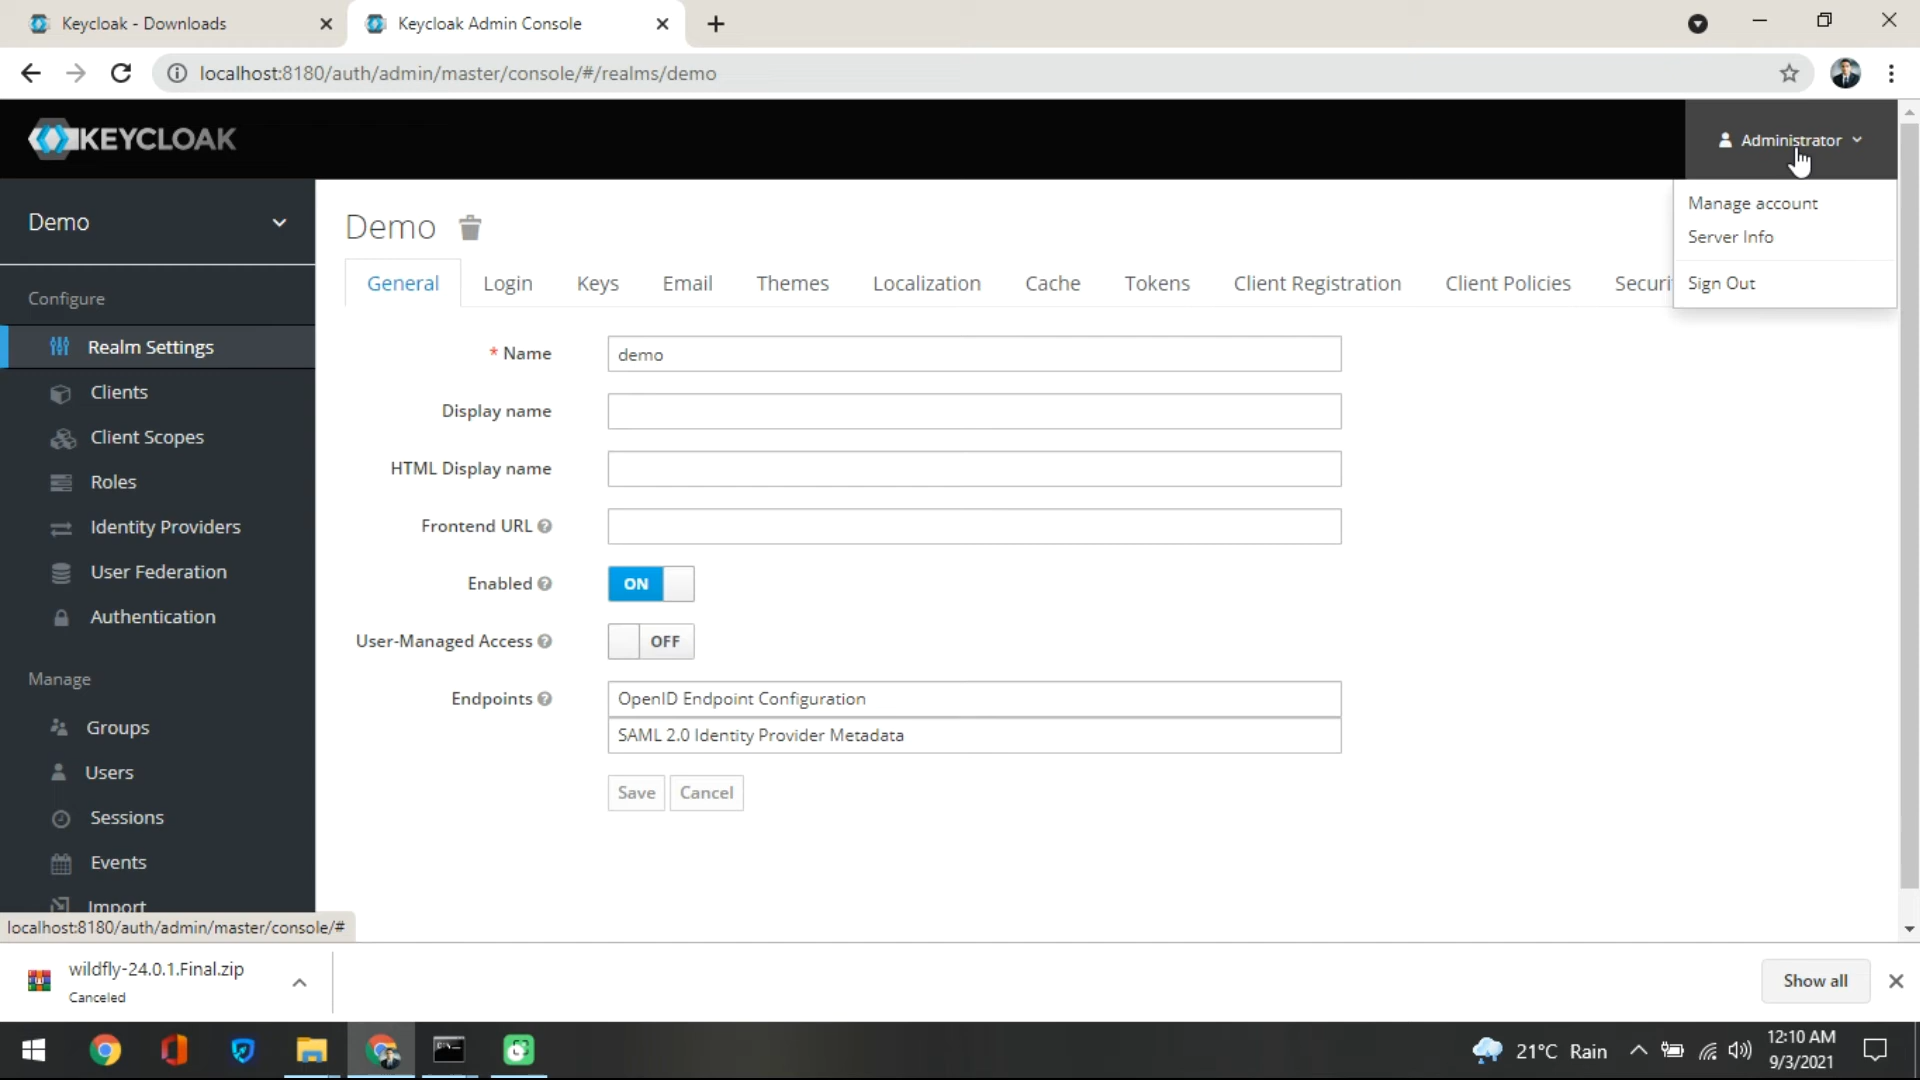 Keycloak - Downloads
Keycloak Admin Console
localhost:8180/auth/admin/master/console/#/realms/demo
KEYCLOAK
Administrator
Manage account
Server Info
Sign Out
Demo
Configure
Realm Settings
Clients
Client Scopes
Roles
Identity Providers
User Federation
Authentication
Manage
Groups
Users
Sessions
Events
Import
localhost:8180/auth/admin/master/console/#
Demo
General Login Keys Email Themes Localization Cache Tokens Client Registration Client Policies Securi
* Name demo
Display name
HTML Display name
Frontend URL
Enabled ON
User-Managed Access OFF
Endpoints OpenID Endpoint Configuration
SAML 2.0 Identity Provider Metadata
Save Cancel
wildfly-24.0.1.Final.zip
Canceled
Show all
21°C Rain
12:10 AM
9/3/2021